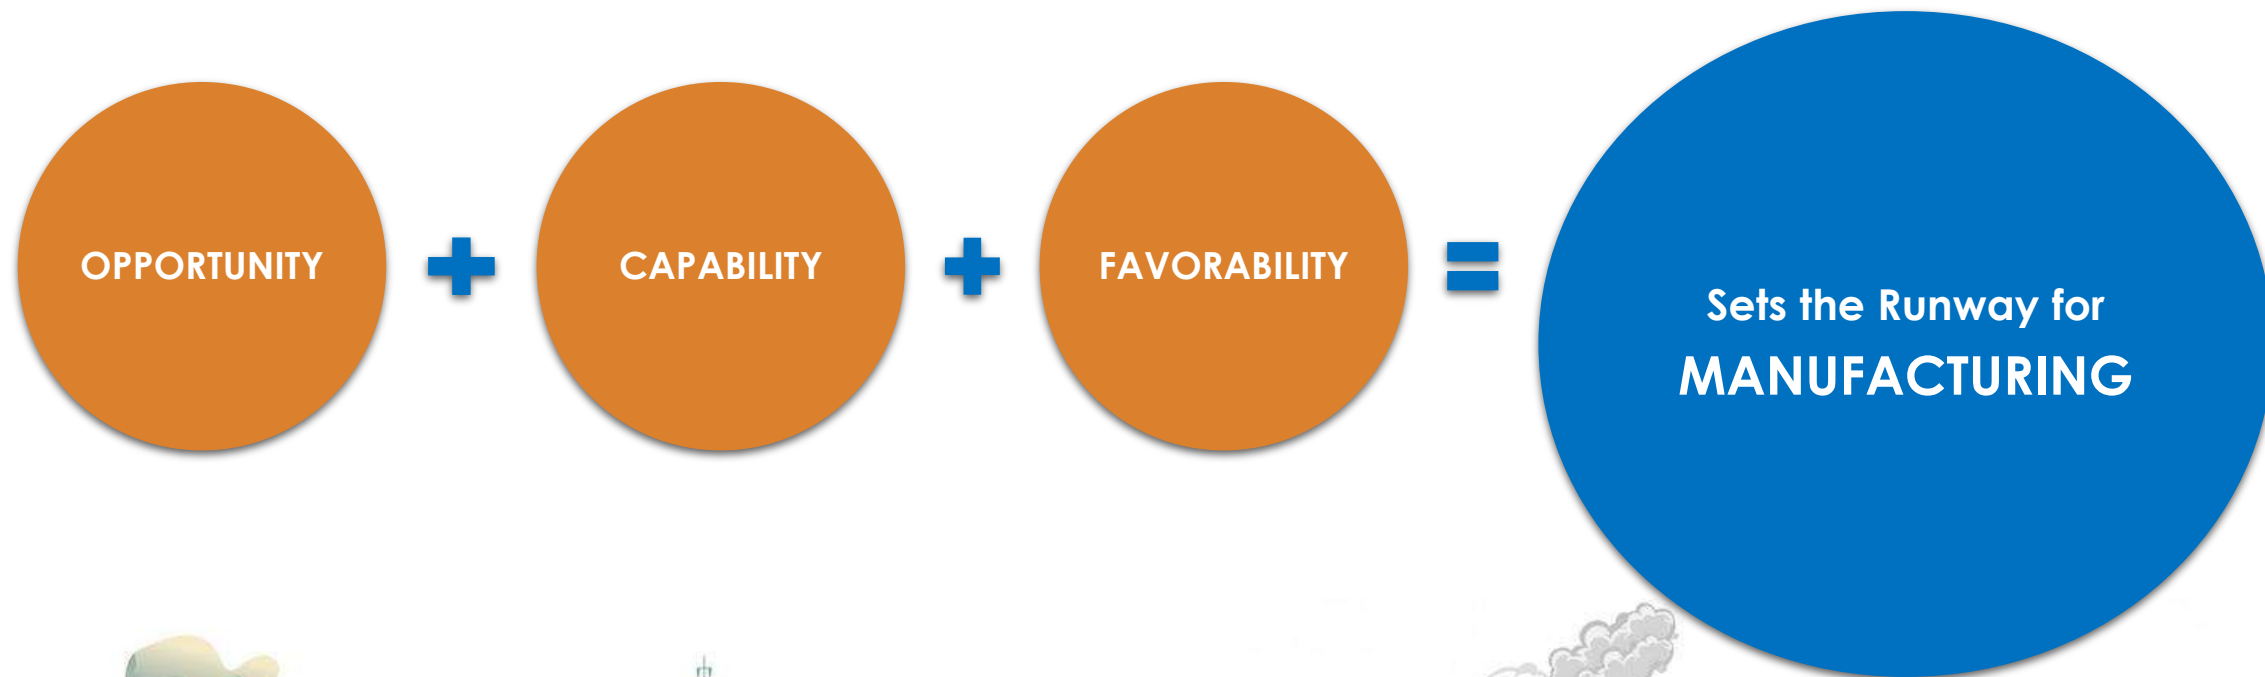 OPPORTUNITY
CAPABILITY
FAVORABILITY
Sets the Runway for
MANUFACTURING